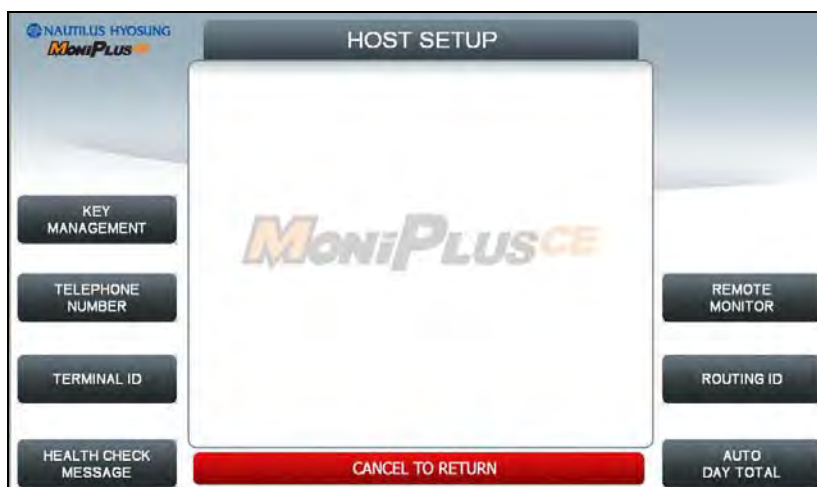 NAUTILUS HYOSUNG
MoniPlus CE
HOST SETUP
KEY
MANAGEMENT
MoniPlusCE
TELEPHONE
NUMBER
REMOTE
MONITOR
TERMINAL ID
ROUTING ID
HEALTH CHECK
MESSAGE
CANCEL TO RETURN
AUTO
DAY TOTAL